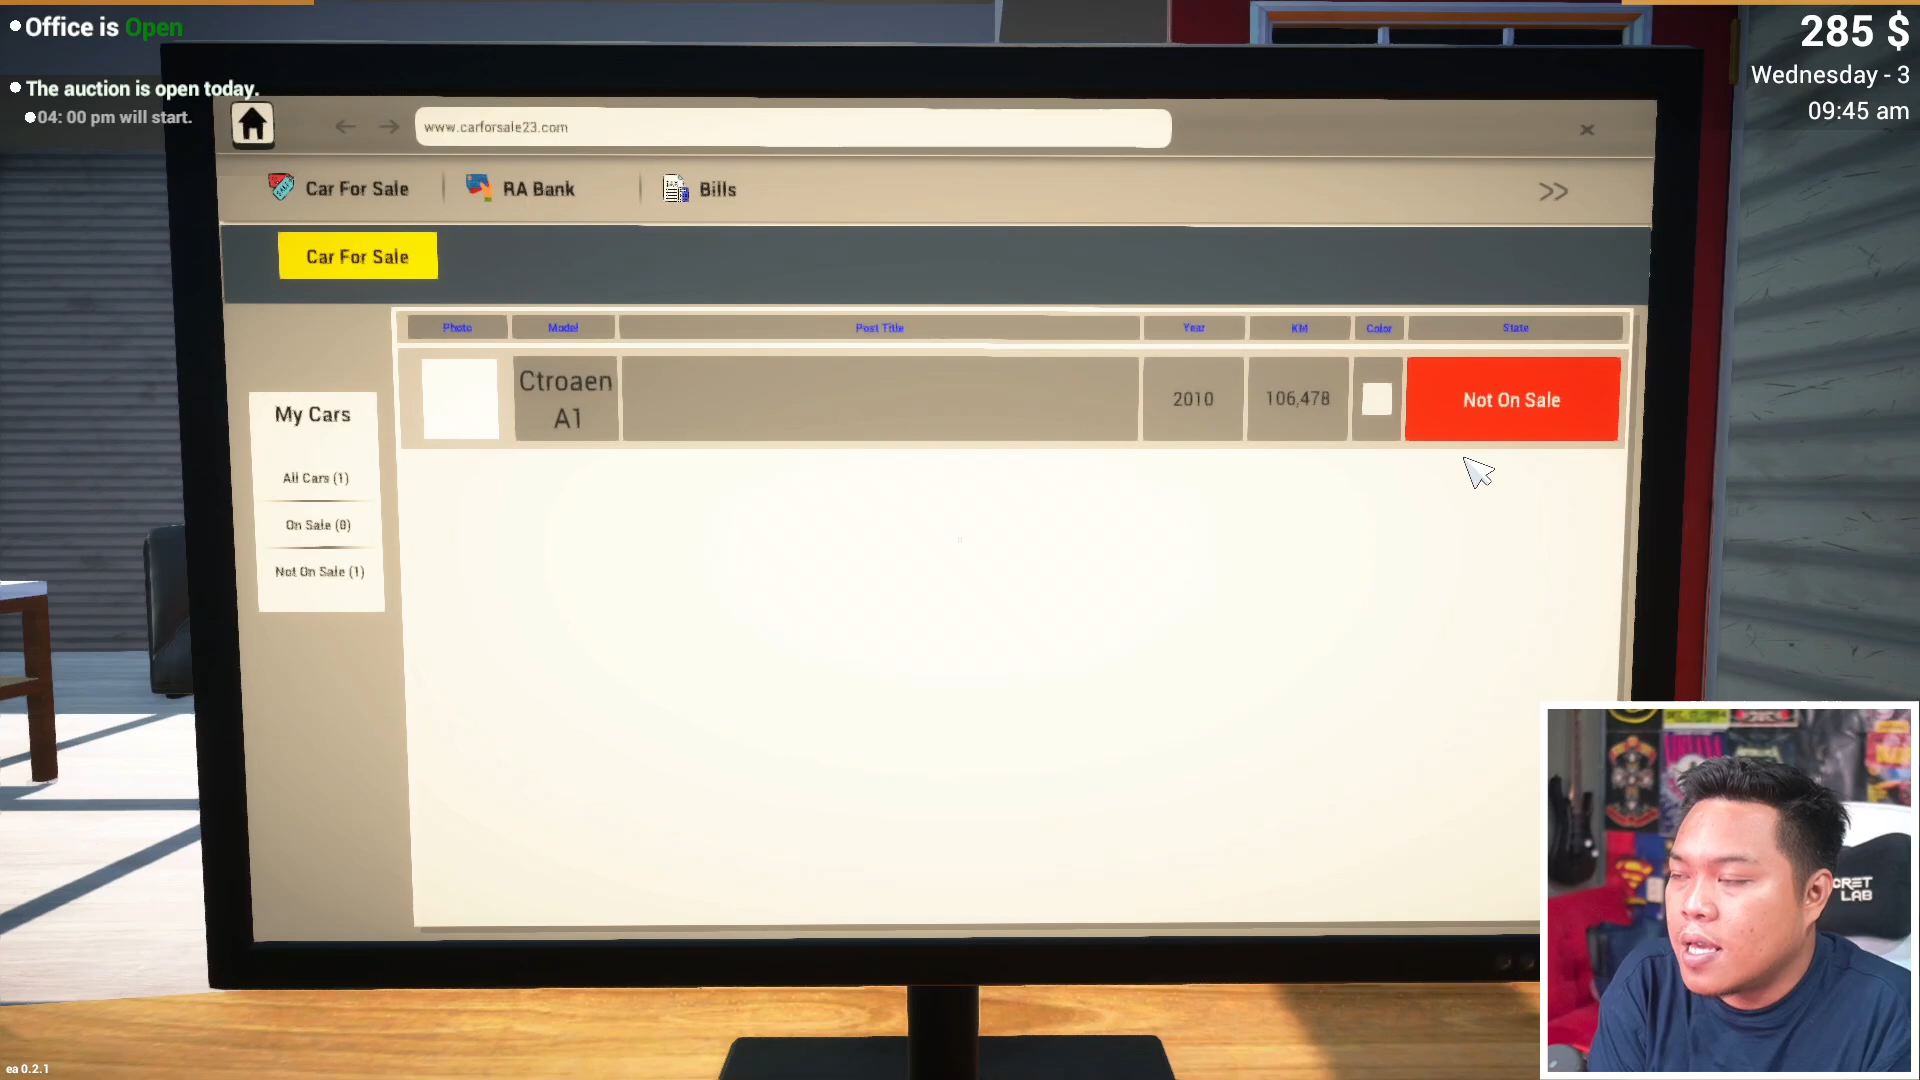 Office is Open
The auction is open today.
04: 00 pm will start.
285 $
Wednesday - 3
09:45 am
www.carforsale23.com
×
Car For Sale
RA Bank
Bills
>>
Car For Sale
Photo
Model
Post Title
Year
KM
Color
State
Ctroaen
A1
2010
106,478
Not On Sale
My Cars
All Cars (1)
On Sale (0)
Not On Sale (1)
CRET
LAB
ea 0.2.1